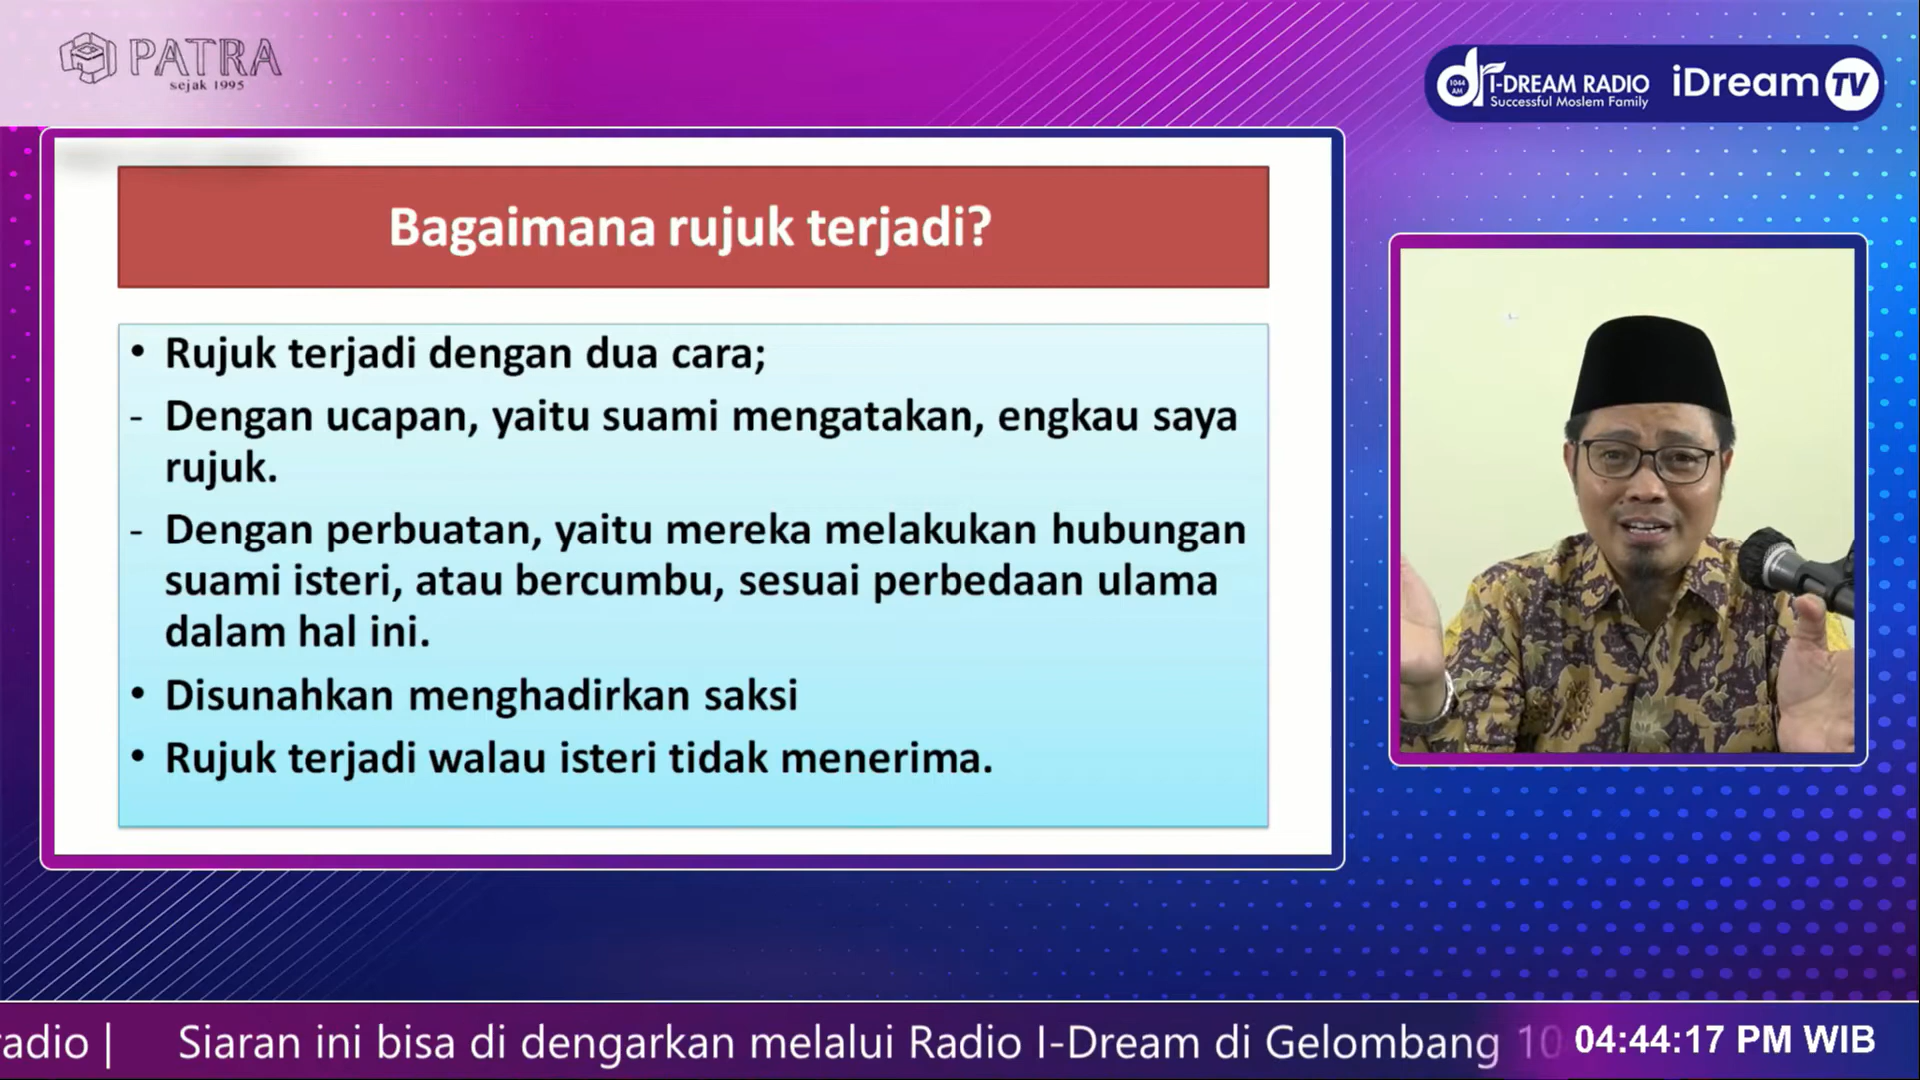 PATRA
sejak 1995
1044
AM
I-DREAM RADIO
Successful Moslem Family
iDream TV
Bagaimana rujuk terjadi?
• Rujuk terjadi dengan dua cara;
- Dengan ucapan, yaitu suami mengatakan, engkau saya
rujuk.
- Dengan perbuatan, yaitu mereka melakukan hubungan
suami isteri, atau bercumbu, sesuai perbedaan ulama
dalam hal ini.
• Disunahkan menghadirkan saksi
• Rujuk terjadi walau isteri tidak menerima.
adio | Siaran ini bisa di dengarkan melalui Radio I-Dream di Gelombang 10
04:44:17 PM WIB